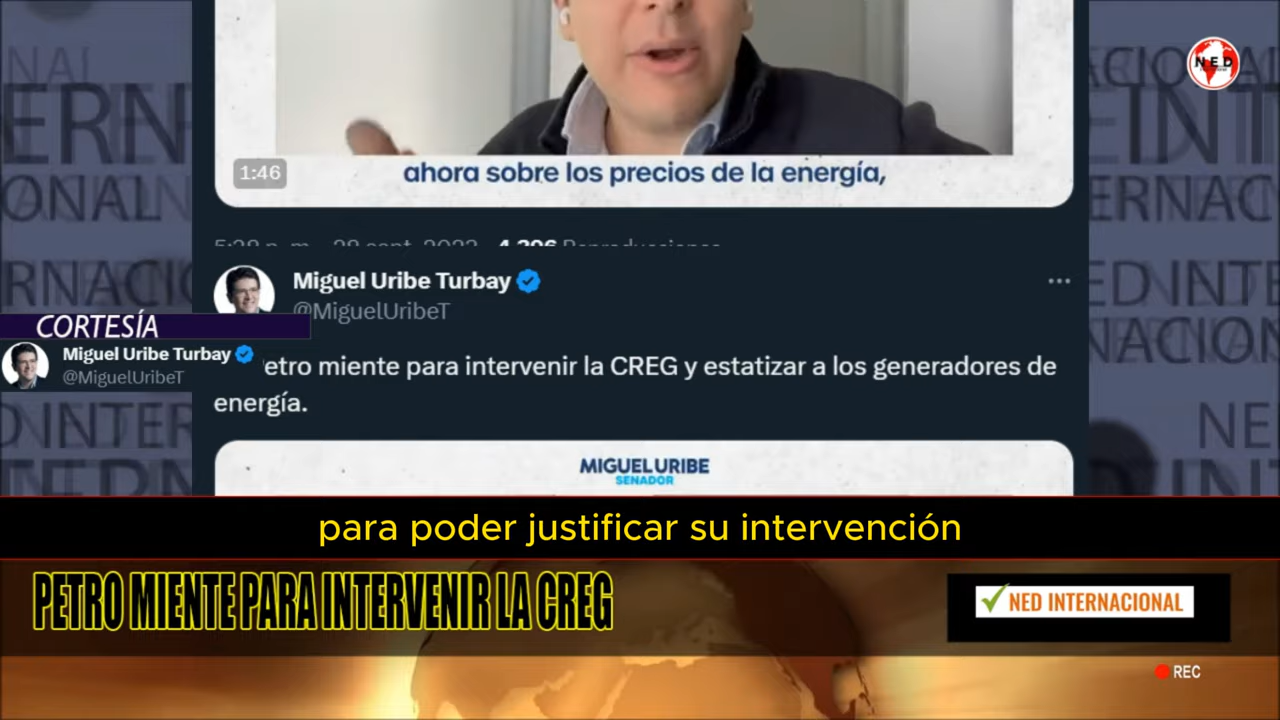 NED
1:46
ahora sobre los precios de la energía,
Miguel Uribe Turbay
@MiguelUribeT
CORTESÍA
Miguel Uribe Turbay
@MiguelUribeT
etro miente para intervenir la CREG y estatizar a los generadores de
energía.
MIGUEL URIBE
SENADOR
para poder justificar su intervención
PETRO MIENTE PARA INTERVENIR LA CREG
NED INTERNACIONAL
REC